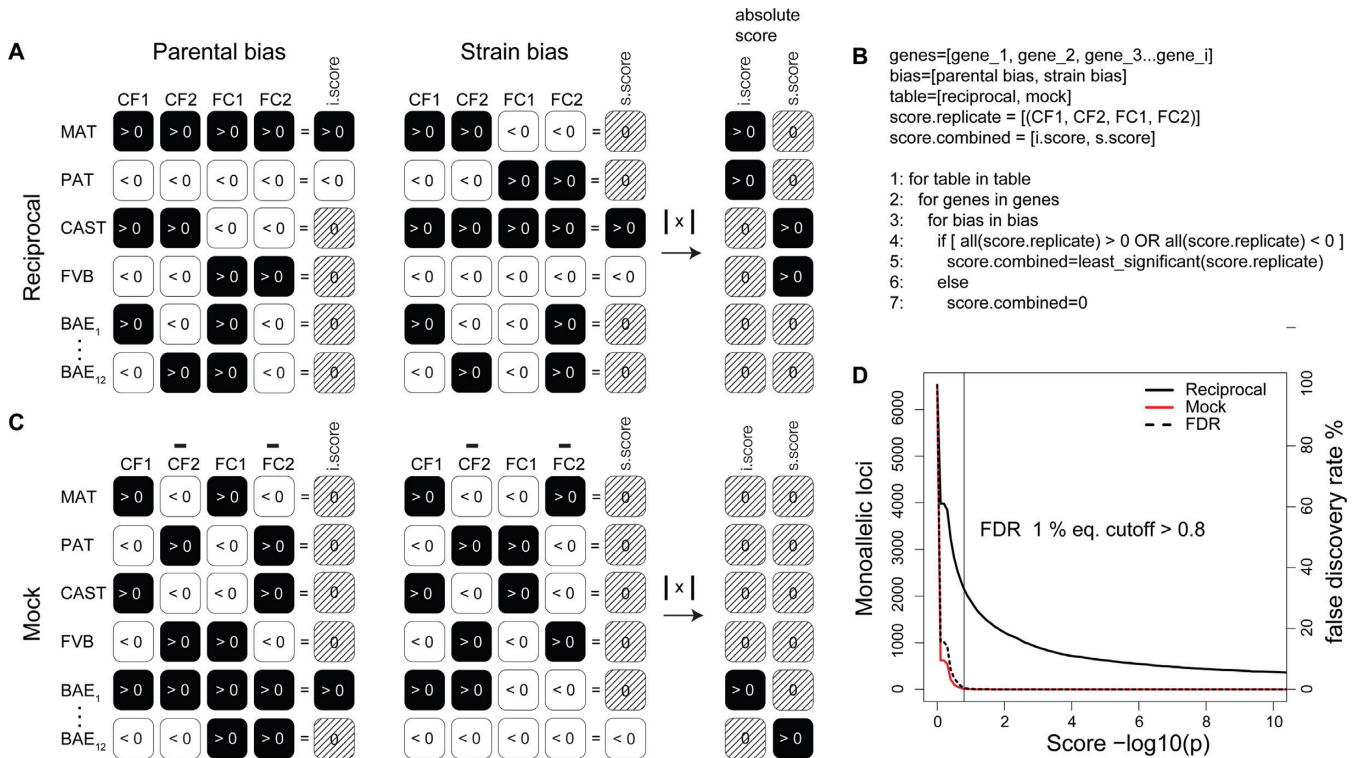 A
Parental bias
Strain bias
absolute score
CF1 CF2 FC1 FC2 i.score
CF1 CF2 FC1 FC2 s.score
i.score s.score
Reciprocal
MAT > 0 > 0 > 0 > 0 = > 0 > 0 > 0 < 0 < 0 = 0 > 0 0
PAT < 0 < 0 < 0 < 0 = < 0 < 0 < 0 > 0 > 0 = 0 > 0 0
CAST > 0 > 0 < 0 < 0 = 0 > 0 > 0 > 0 > 0 = > 0 0 > 0
| x |
FVB < 0 < 0 > 0 > 0 = 0 < 0 < 0 < 0 < 0 = < 0 0 > 0
BAE1 > 0 < 0 > 0 < 0 = 0 > 0 < 0 < 0 > 0 = 0 0 0
BAE12 < 0 > 0 > 0 < 0 = 0 < 0 > 0 < 0 > 0 = 0 0 0
B
genes=[gene_1, gene_2, gene_3...gene_i]
bias=[parental bias, strain bias]
table=[reciprocal, mock]
score.replicate = [(CF1, CF2, FC1, FC2)]
score.combined = [i.score, s.score]
1: for table in table
2: for genes in genes
3: for bias in bias
4: if [ all(score.replicate) > 0 OR all(score.replicate) < 0 ]
5: score.combined=least_significant(score.replicate)
6: else
7: score.combined=0
C
CF1 CF2 FC1 FC2 i.score
CF1 CF2 FC1 FC2 s.score
i.score s.score
Mock
MAT > 0 < 0 > 0 < 0 = 0 > 0 < 0 < 0 > 0 = 0 0 0
PAT < 0 > 0 < 0 > 0 = 0 < 0 > 0 > 0 < 0 = 0 0 0
CAST > 0 < 0 < 0 > 0 = 0 > 0 < 0 > 0 < 0 = 0 0 0
| x |
FVB < 0 > 0 > 0 < 0 = 0 < 0 > 0 < 0 > 0 = 0 0 0
BAE1 > 0 > 0 > 0 > 0 = > 0 > 0 > 0 < 0 < 0 = 0 > 0 0
BAE12 < 0 < 0 > 0 > 0 = 0 < 0 < 0 < 0 < 0 = < 0 0 > 0
D
Reciprocal
Mock
FDR
FDR 1 % eq. cutoff > 0.8
Monoallelic loci
6000
5000
4000
3000
2000
1000
0
false discovery rate %
100
80
60
40
20
0
0 2 4 6 8 10
Score −log10(p)